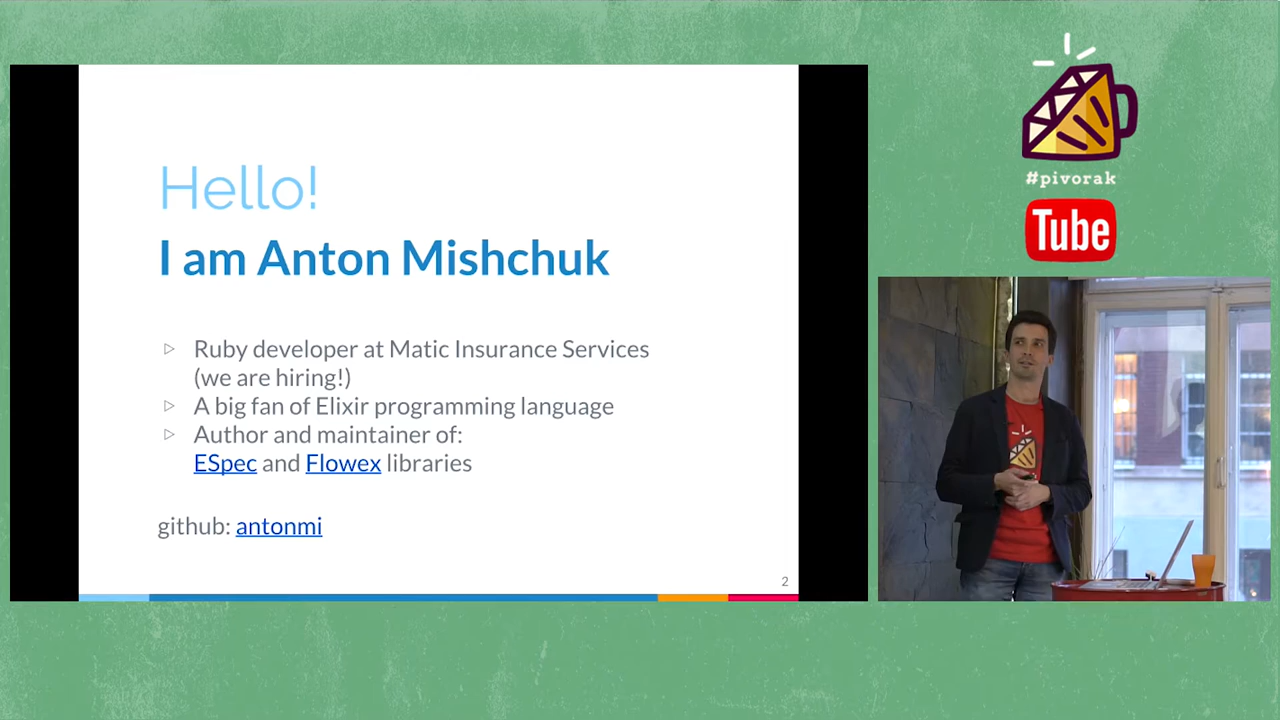 Hello!
I am Anton Mishchuk
▷ Ruby developer at Matic Insurance Services
(we are hiring!)
▷ A big fan of Elixir programming language
▷ Author and maintainer of:
ESpec and Flowex libraries
github: antonmi
2
#pivorak
Tube